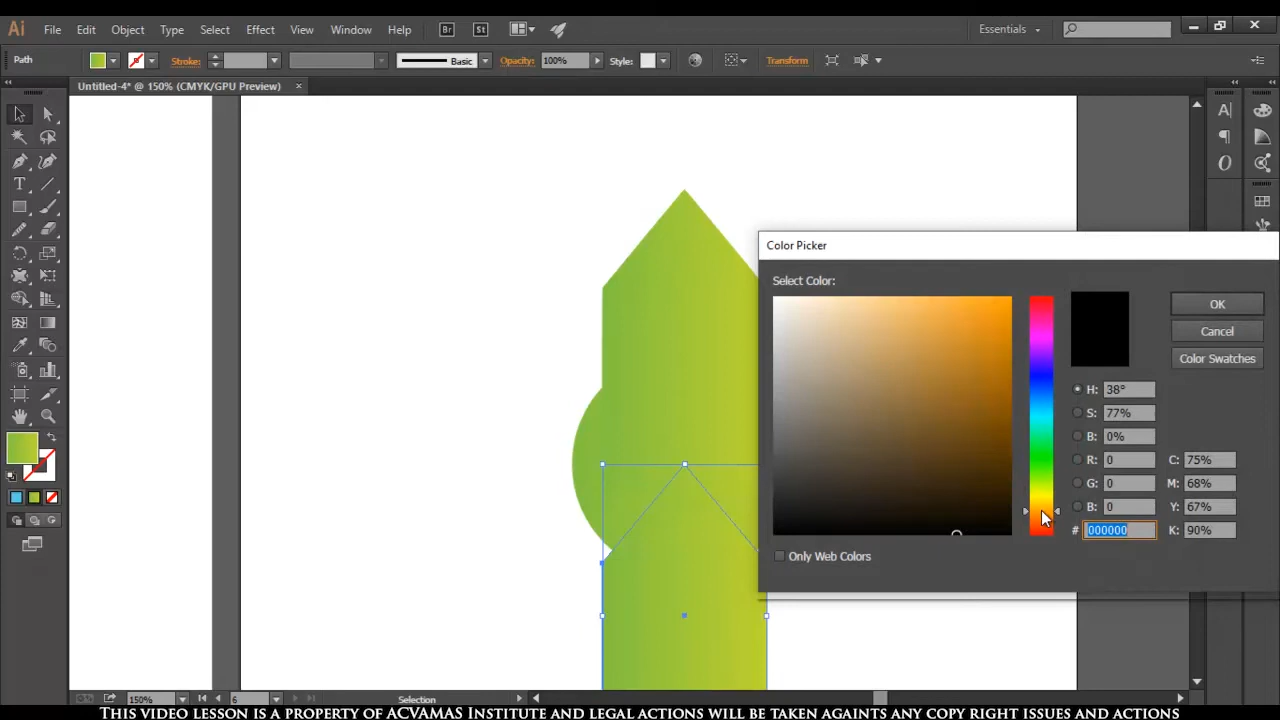 Ai File Edit Object Type Select Effect View Window Help Br St Essentials
Path Stroke: Basic Opacity: 100% Style: Transform
Untitled-4* @ 150% (CMYK/GPU Preview) ×
Color Picker
Select Color:
OK
Cancel
Color Swatches
H: 38°
S: 77%
B: 0%
R: 0 C: 75%
G: 0 M: 68%
B: 0 Y: 67%
# 000000 K: 90%
Only Web Colors
150% 6 Selection
THIS VIDEO LESSON IS A PROPERTY OF ACVAMAS INSTITUTE AND LEGAL ACTIONS WILL BE TAKEN AGAINTS ANY COPY RIGHT ISSUES AND ACTIONS